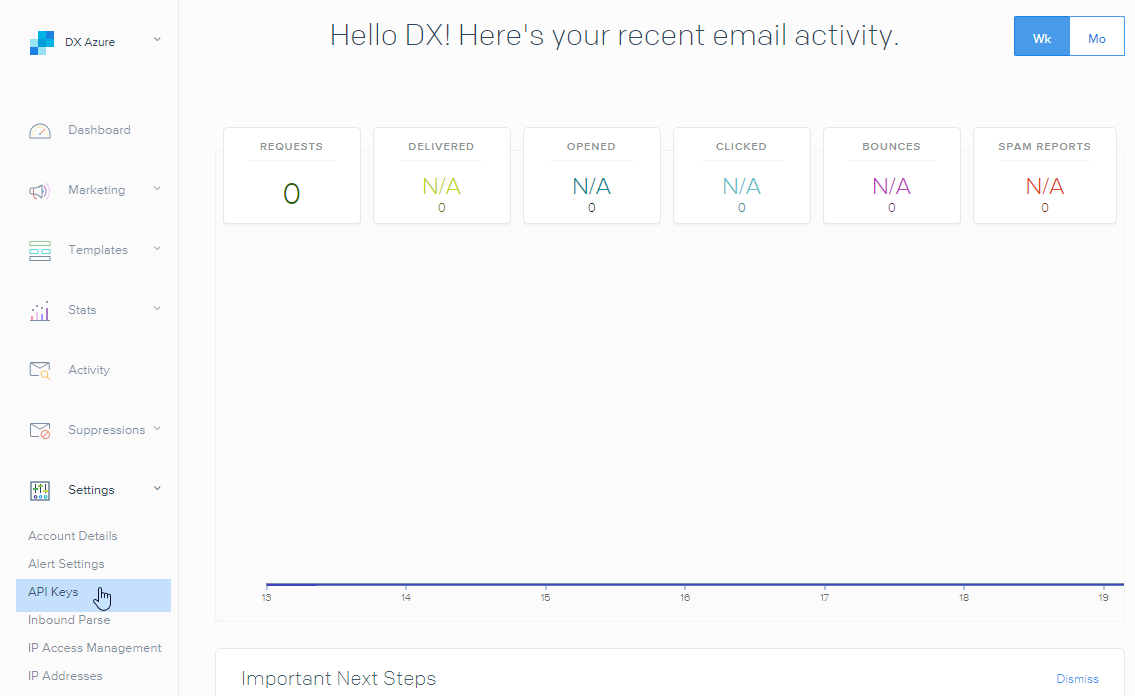 DX Azure
Dashboard
Marketing
Templates
Stats
Activity
Suppressions
Settings
Account Details
Alert Settings
API Keys
Inbound Parse
IP Access Management
IP Addresses
Hello DX! Here's your recent email activity.
Wk Mo
REQUESTS
0
DELIVERED
N/A
0
OPENED
N/A
0
CLICKED
N/A
0
BOUNCES
N/A
0
SPAM REPORTS
N/A
0
13 14 15 16 17 18 19
Important Next Steps
Dismiss